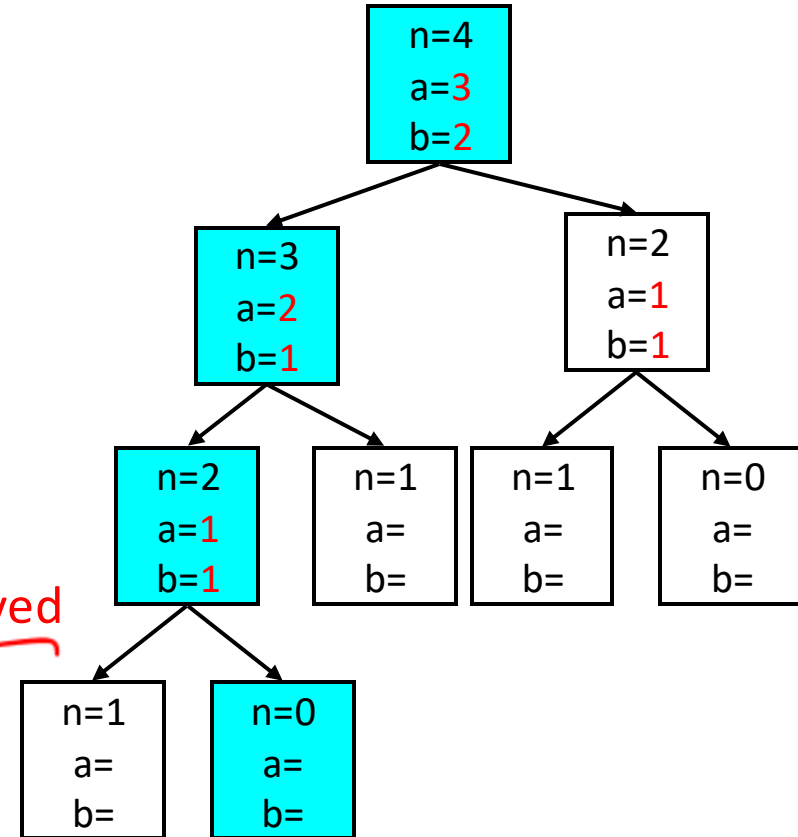 n=4
a=3
b=2
n=3
a=2
b=1
n=2
a=1
b=1
n=2
a=1
b=1
n=1
a=
b=
n=1
a=
b=
n=0
a=
b=
n=1
a=
b=
n=0
a=
b=